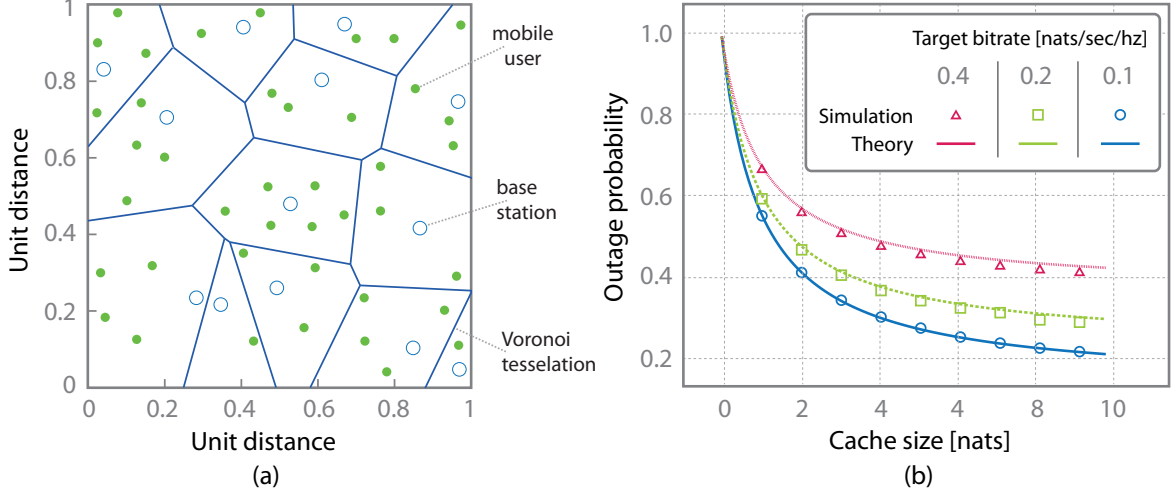 1
0.8
0.6
0.4
0.2
0
0 0.2 0.4 0.6 0.8 1
Unit distance
Unit distance
(a)
mobile
user
base
station
Voronoi
tesselation
1.0
0.8
0.6
0.4
0.2
0 2 4 4 8 10
Outage probability
Cache size [nats]
(b)
Target bitrate [nats/sec/hz]
0.4 0.2 0.1
Simulation
Theory